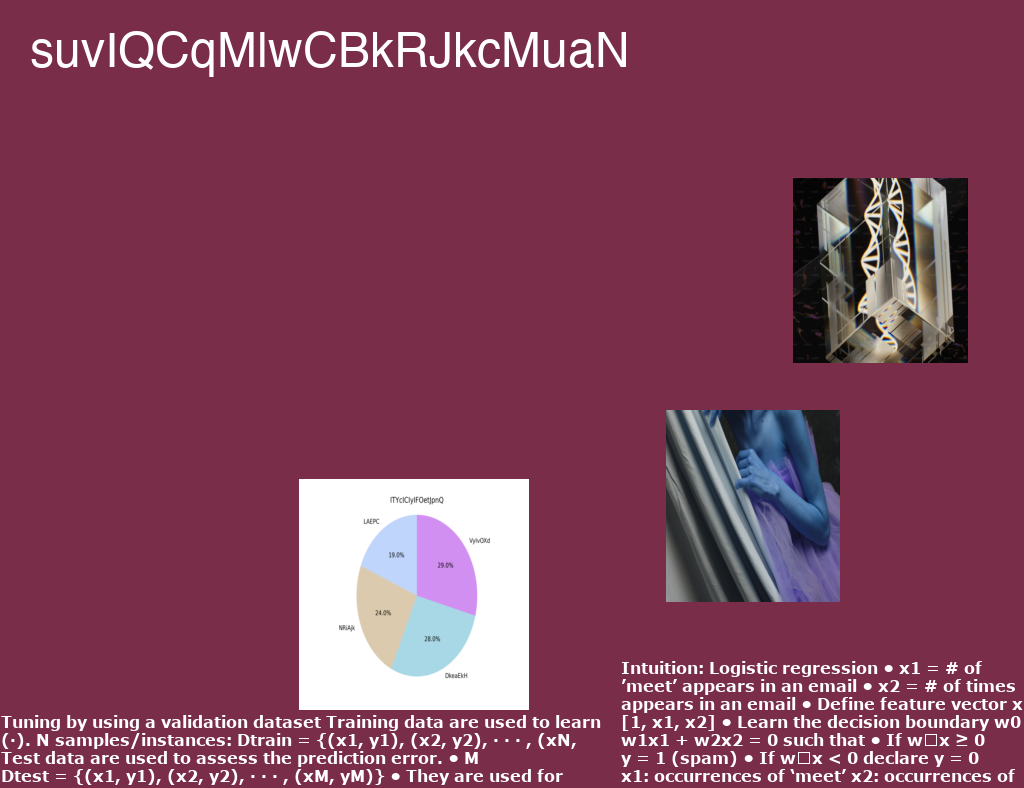 suvIQCqMlwCBkRJkcMuaN
lTYclClyIFOetJpnQ
LAEPC
VyivOXd
19.0%
29.0%
24.0%
28.0%
NRiAjk
DkeaEkH
Tuning by using a validation dataset Training data are used to learn
(·). N samples/instances: Dtrain = {(x1, y1), (x2, y2), · · · , (xN,
Test data are used to assess the prediction error. • M
Dtest = {(x1, y1), (x2, y2), · · · , (xM, yM)} • They are used for
Intuition: Logistic regression • x1 = # of
’meet’ appears in an email • x2 = # of times
appears in an email • Define feature vector x
[1, x1, x2] • Learn the decision boundary w0
w1x1 + w2x2 = 0 such that • If w□x ≥ 0
y = 1 (spam) • If w□x < 0 declare y = 0
x1: occurrences of ‘meet’ x2: occurrences of